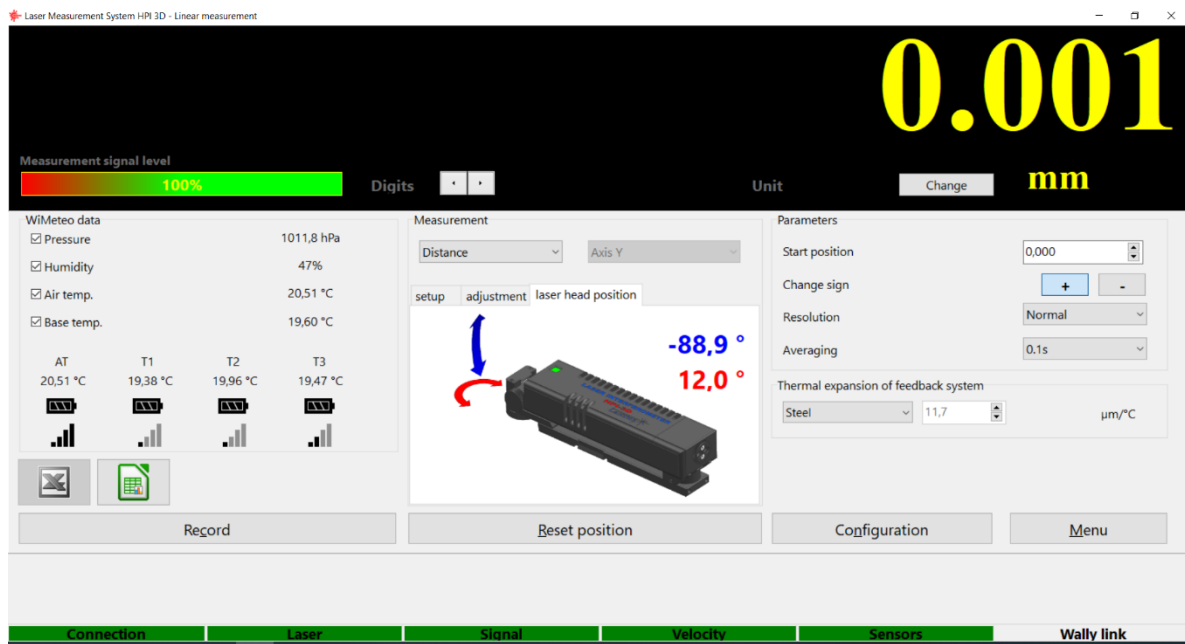 Laser Measurement System HPI 3D - Linear measurement
0.001
Measurement signal level
100%
Digits
Unit
Change
mm
WiMeteo data
Pressure 1011,8 hPa
Humidity 47%
Air temp. 20,51 °C
Base temp. 19,60 °C
AT T1 T2 T3
20,51 °C 19,38 °C 19,96 °C 19,47 °C
Record
Measurement
Distance Axis Y
setup adjustment laser head position
-88,9 °
12,0 °
LASER INTERFEROMETER
Reset position
Parameters
Start position 0,000
Change sign + -
Resolution Normal
Averaging 0.1s
Thermal expansion of feedback system
Steel 11,7 µm/°C
Configuration Menu
Connection Laser Signal Velocity Sensors Wally link